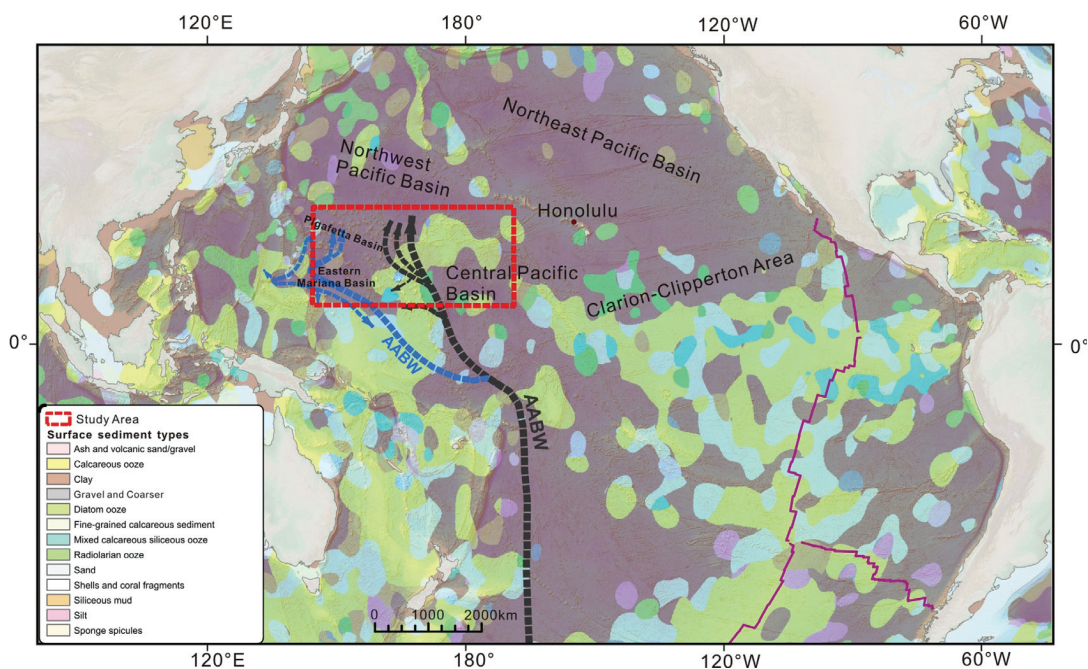 120°E 180° 120°W 60°W
Northeast Pacific Basin
Northwest
Pacific Basin
Honolulu
Pigafetta Basin
Eastern
Mariana Basin
Central Pacific
Basin
Clarion-Clipperton Area
0° 0°
AABW
AABW
Study Area
Surface sediment types
Ash and volcanic sand/gravel
Calcareous ooze
Clay
Gravel and Coarser
Diatom ooze
Fine-grained calcareous sediment
Mixed calcareous siliceous ooze
Radiolarian ooze
Sand
Shells and coral fragments
Siliceous mud
Silt
Sponge spicules
0 1000 2000km
120°E 180° 120°W 60°W